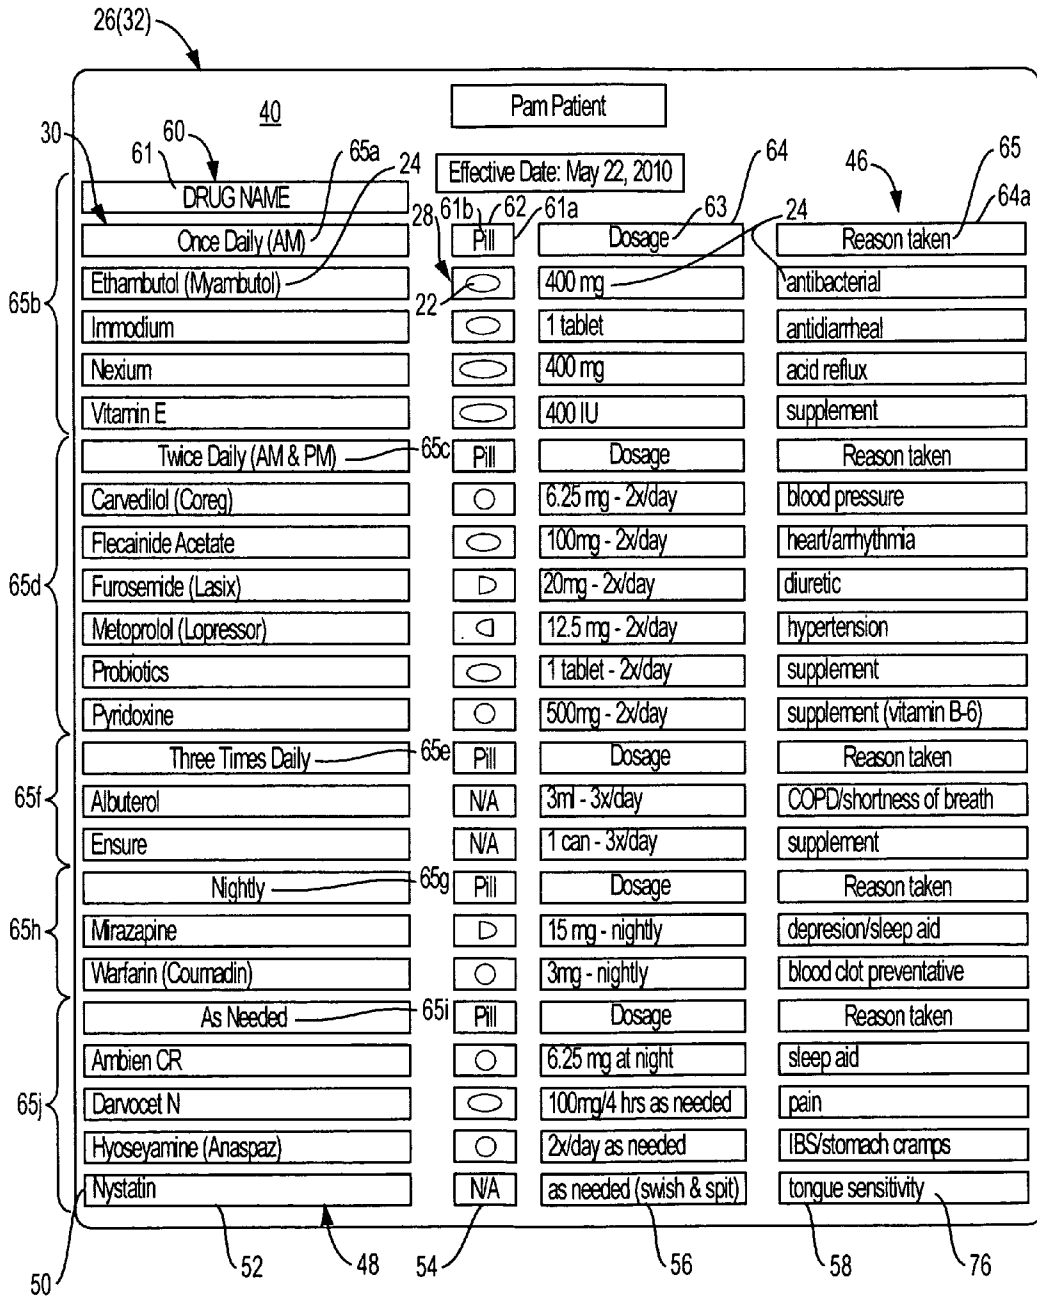 26(32)
40
Pam Patient
30
61
60
65a
24
Effective Date: May 22, 2010
64
46
65
DRUG NAME
28
61b
62
61a
63
24
64a
Once Daily (AM) Pill Dosage Reason taken
65b
Ethambutol (Myambutol) 400 mg antibacterial
22
Immodium 1 tablet antidiarrheal
Nexium 400 mg acid reflux
Vitamin E 400 IU supplement
Twice Daily (AM & PM) 65c Pill Dosage Reason taken
Carvedilol (Coreg) 6.25 mg - 2x/day blood pressure
Flecainide Acetate 100mg - 2x/day heart/arrhythmia
65d Furosemide (Lasix) 20mg - 2x/day diuretic
Metoprolol (Lopressor) 12.5 mg - 2x/day hypertension
Probiotics 1 tablet - 2x/day supplement
Pyridoxine 500mg - 2x/day supplement (vitamin B-6)
Three Times Daily 65e Pill Dosage Reason taken
65f Albuterol N/A 3ml - 3x/day COPD/shortness of breath
Ensure N/A 1 can - 3x/day supplement
Nightly 65g Pill Dosage Reason taken
65h Mirazapine 15 mg - nightly depresion/sleep aid
Warfarin (Coumadin) 3mg - nightly blood clot preventative
As Needed 65i Pill Dosage Reason taken
Ambien CR 6.25 mg at night sleep aid
65j Darvocet N 100mg/4 hrs as needed pain
Hyoseyamine (Anaspaz) 2x/day as needed IBS/stomach cramps
Nystatin N/A as needed (swish & spit) tongue sensitivity
50 52 48 54 56 58 76